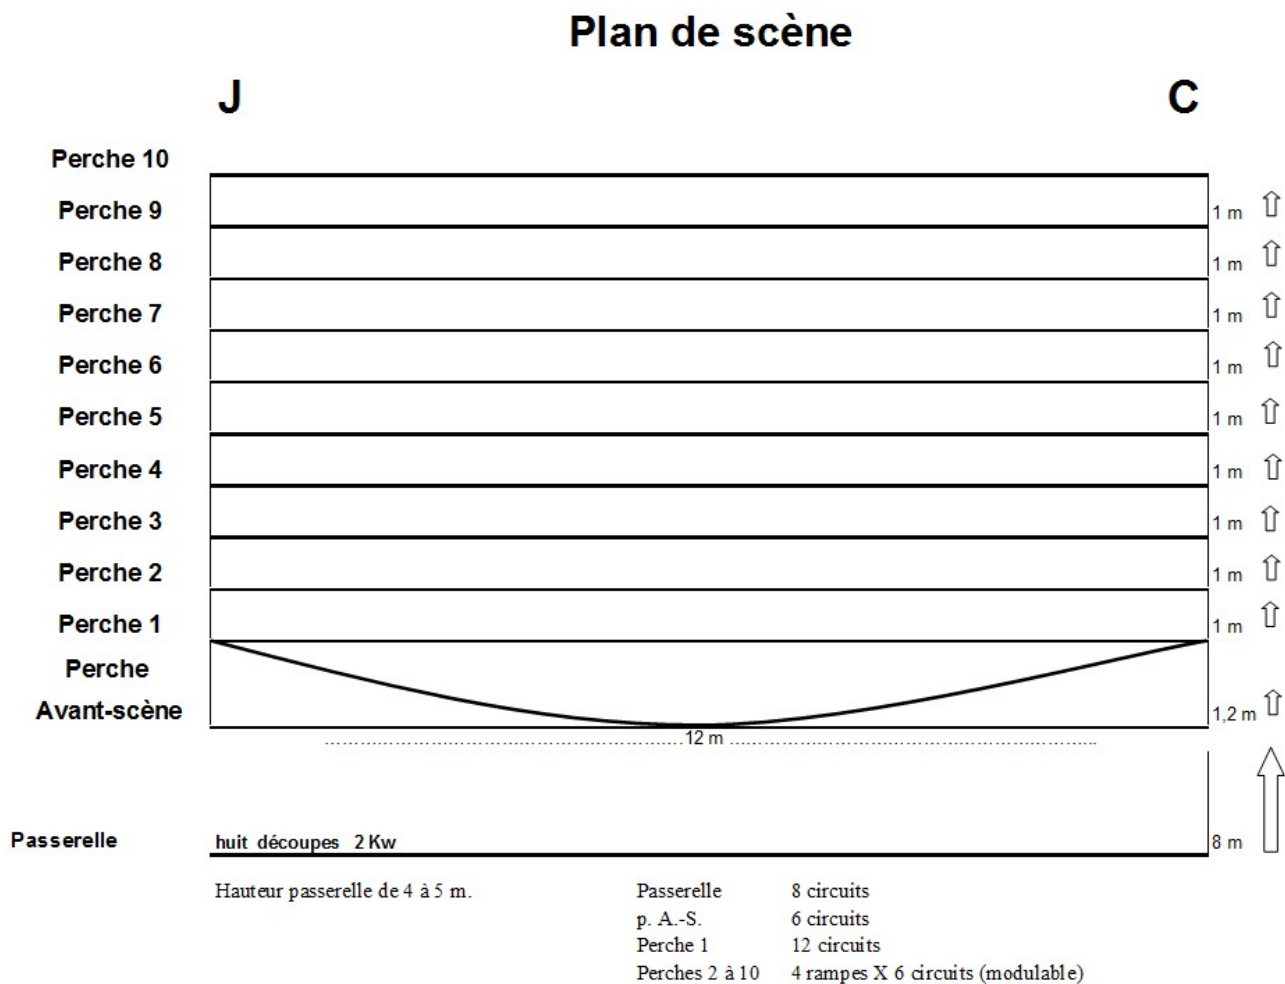 Plan de scène
J C
Perche 10
Perche 9 1 m
Perche 8 1 m
Perche 7 1 m
Perche 6 1 m
Perche 5 1 m
Perche 4 1 m
Perche 3 1 m
Perche 2 1 m
Perche 1 1 m
Perche
Avant-scène 1,2 m
12 m
Passerelle huit découpes 2 Kw 8 m
Hauteur passerelle de 4 à 5 m. Passerelle 8 circuits
p. A.-S. 6 circuits
Perche 1 12 circuits
Perches 2 à 10 4 rampes X 6 circuits (modulable)